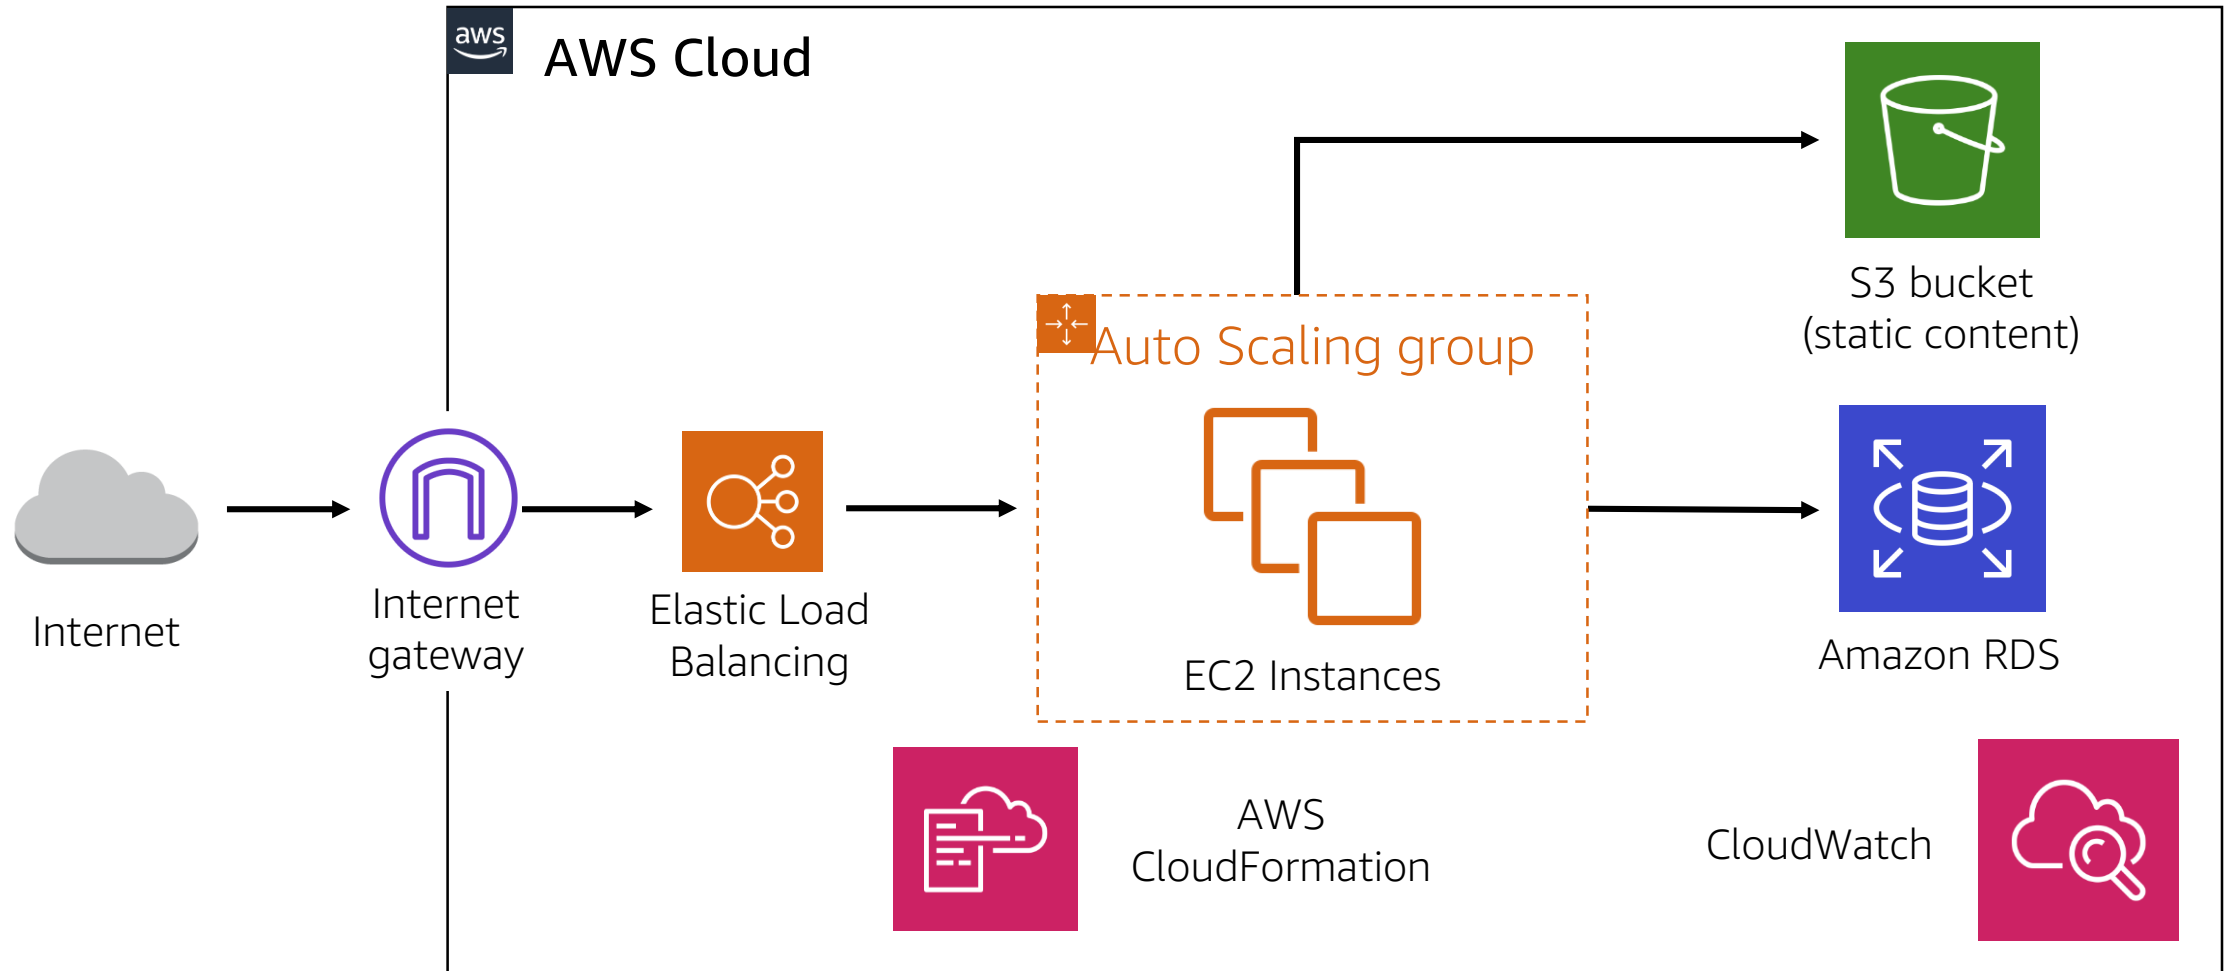 aws
AWS Cloud
S3 bucket
(static content)
Auto Scaling group
Internet
Internet
gateway
Elastic Load
Balancing
EC2 Instances
Amazon RDS
AWS
CloudFormation
CloudWatch